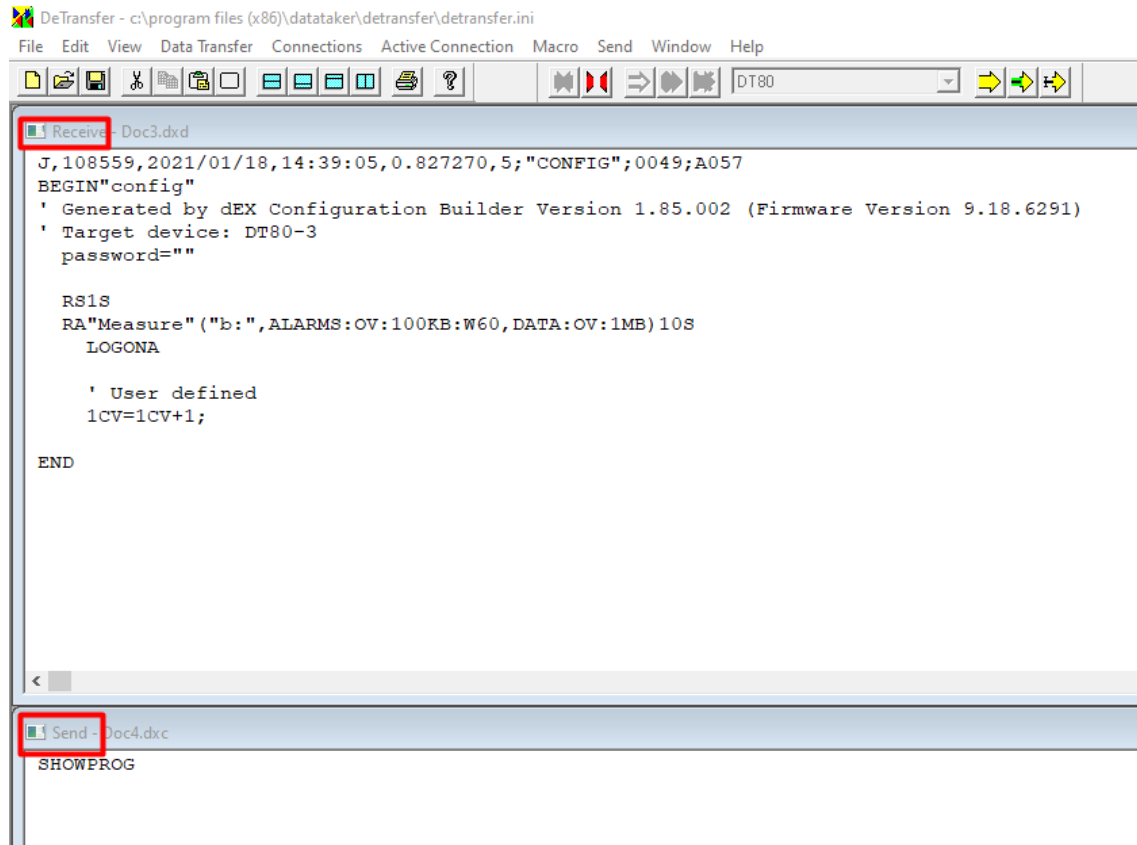 DeTransfer - c:\program files (x86)\datataker\detransfer\detransfer.ini
File Edit View Data Transfer Connections Active Connection Macro Send Window Help
DT80
Receive - Doc3.dxd
J,108559,2021/01/18,14:39:05,0.827270,5;"CONFIG";0049;A057
BEGIN"config"
' Generated by dEX Configuration Builder Version 1.85.002 (Firmware Version 9.18.6291)
' Target device: DT80-3
password=""
RS1S
RA"Measure"("b:",ALARMS:OV:100KB:W60,DATA:OV:1MB)10S
LOGONA
' User defined
1CV=1CV+1;
END
Send - Doc4.dxc
SHOWPROG